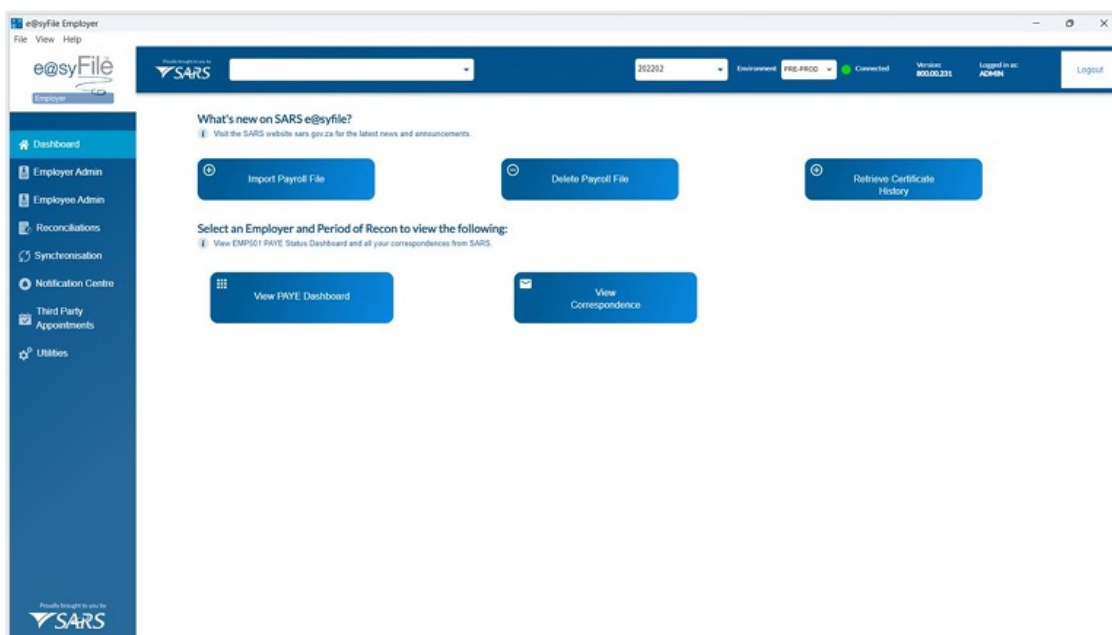 e@syFile Employer
File View Help
e@syFile
Employer
Proudly brought to you by
SARS
202202
Environment PRE-PROD Connected
Version: 800.00.231
Logged in as: ADMIN
Logout
Dashboard
Employer Admin
Employee Admin
Reconciliations
Synchronisation
Notification Centre
Third Party
Appointments
Utilities
What's new on SARS e@syfile?
Visit the SARS website sars gov.za for the latest news and announcements.
Import Payroll File
Delete Payroll File
Retrieve Certificate
History
Select an Employer and Period of Recon to view the following:
View EMP501 PAYE Status Dashboard and all your correspondences from SARS.
View PAYE Dashboard
View
Correspondence
Proudly brought to you by
SARS